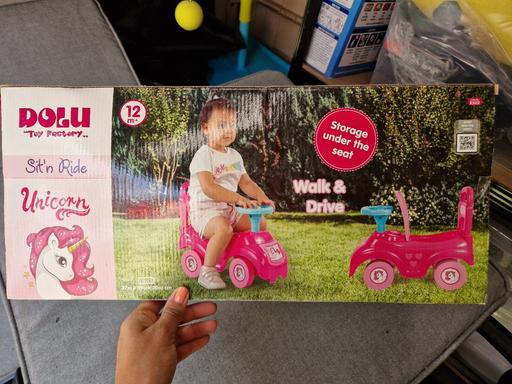 DOLU
"Toy Factory„
Sit'n Ride
Unicorn
12
m+
Storage
under the
seat
Walk &
Drive